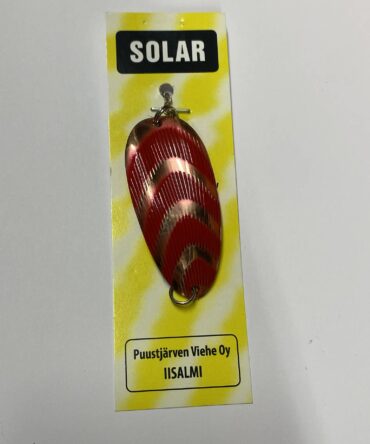 SOLAR
Puustjärven Viehe Oy
IISALMI